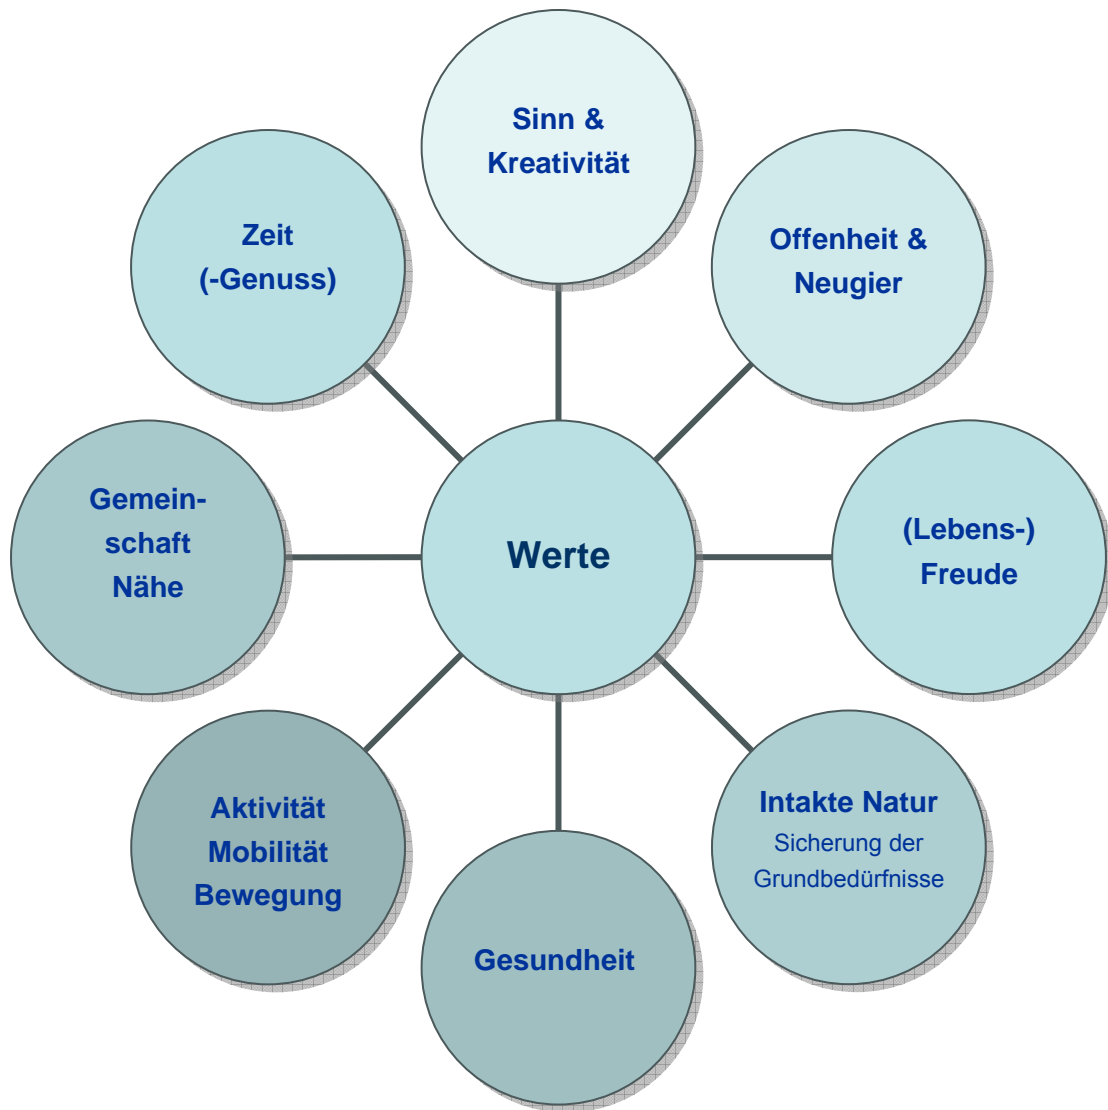 Sinn &
Kreativität
Offenheit &
Neugier
Zeit
(-Genuss)
Gemein-
schaft
Nähe
Werte
(Lebens-)
Freude
Aktivität
Mobilität
Bewegung
Intakte Natur
Sicherung der
Grundbedürfnisse
Gesundheit